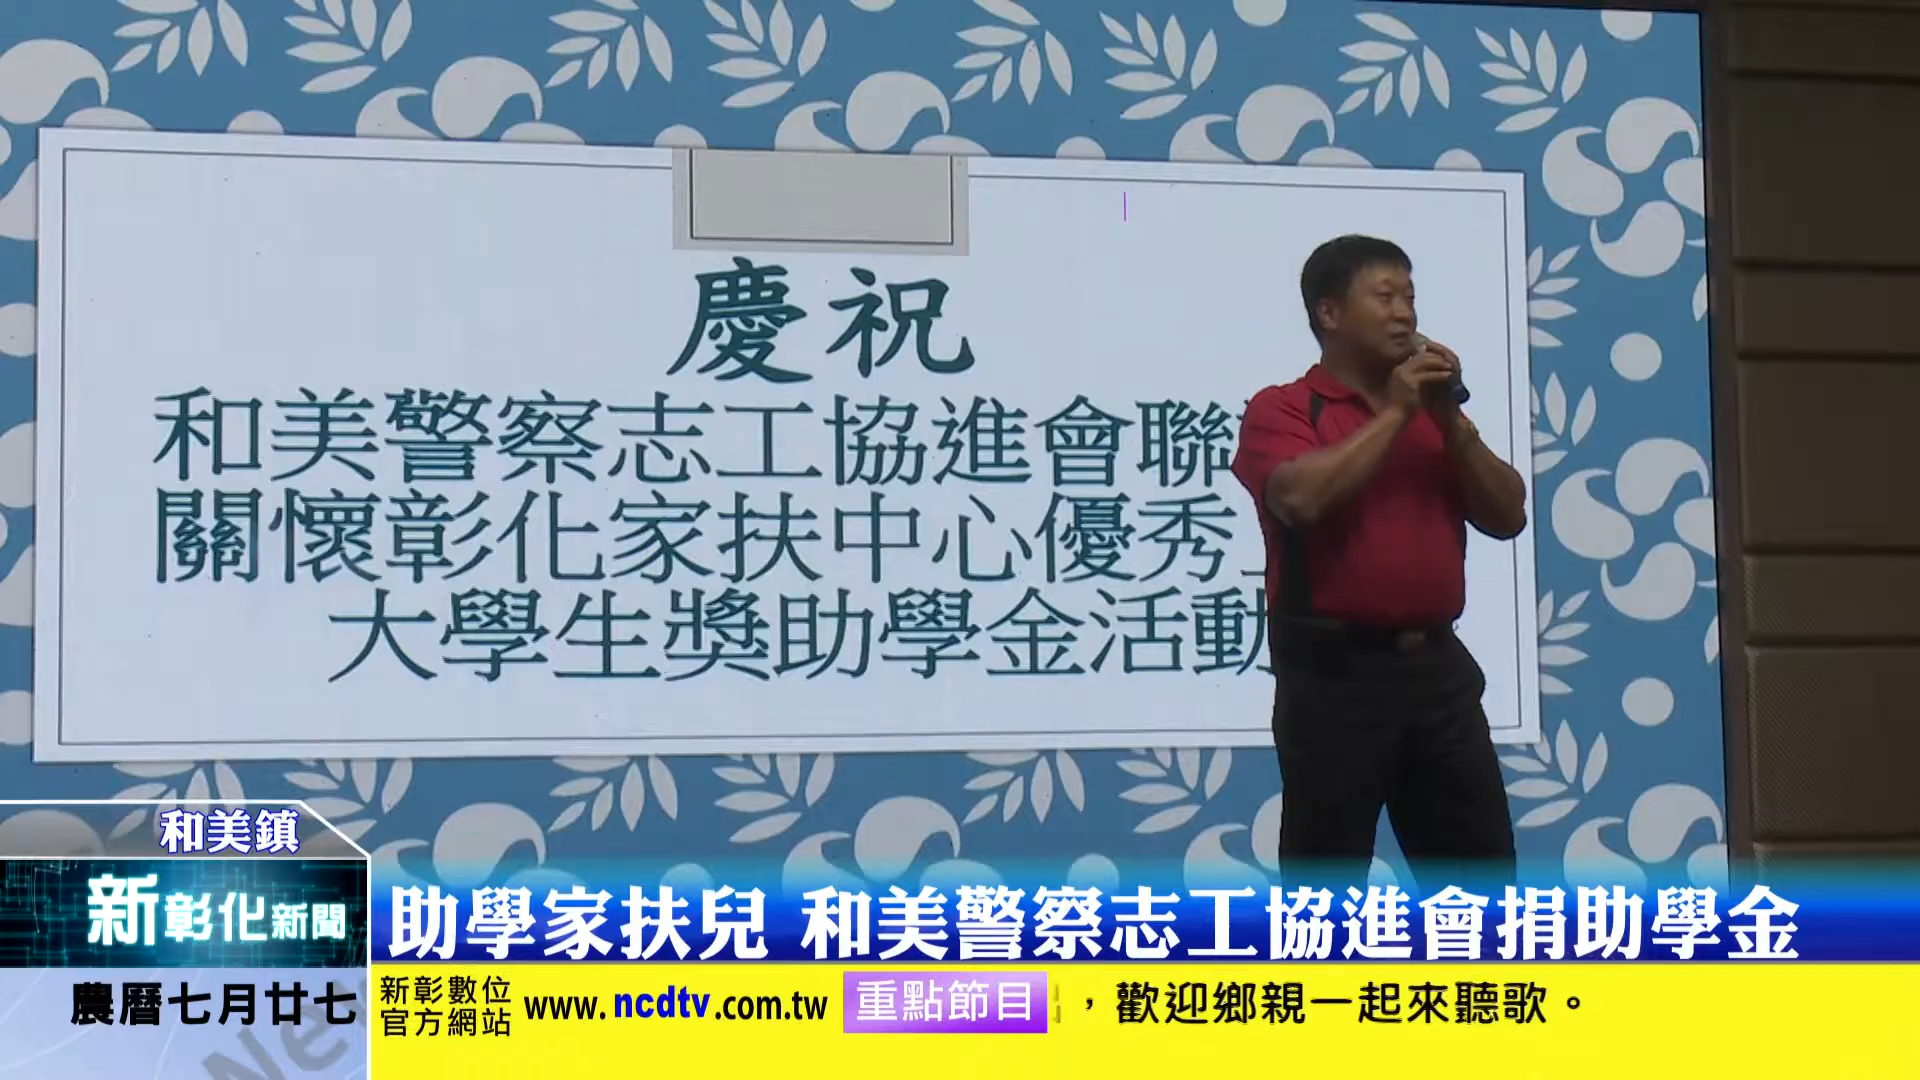 慶祝
和美警察志工協進會聯
關懷彰化家扶中心優秀
大學生獎助學金活動
和美鎮
新彰化新聞
助學家扶兒 和美警察志工協進會捐助學金
農曆七月廿七
新彰數位
官方網站
www.ncdtv.com.tw
重點節目
，歡迎鄉親一起來聽歌。